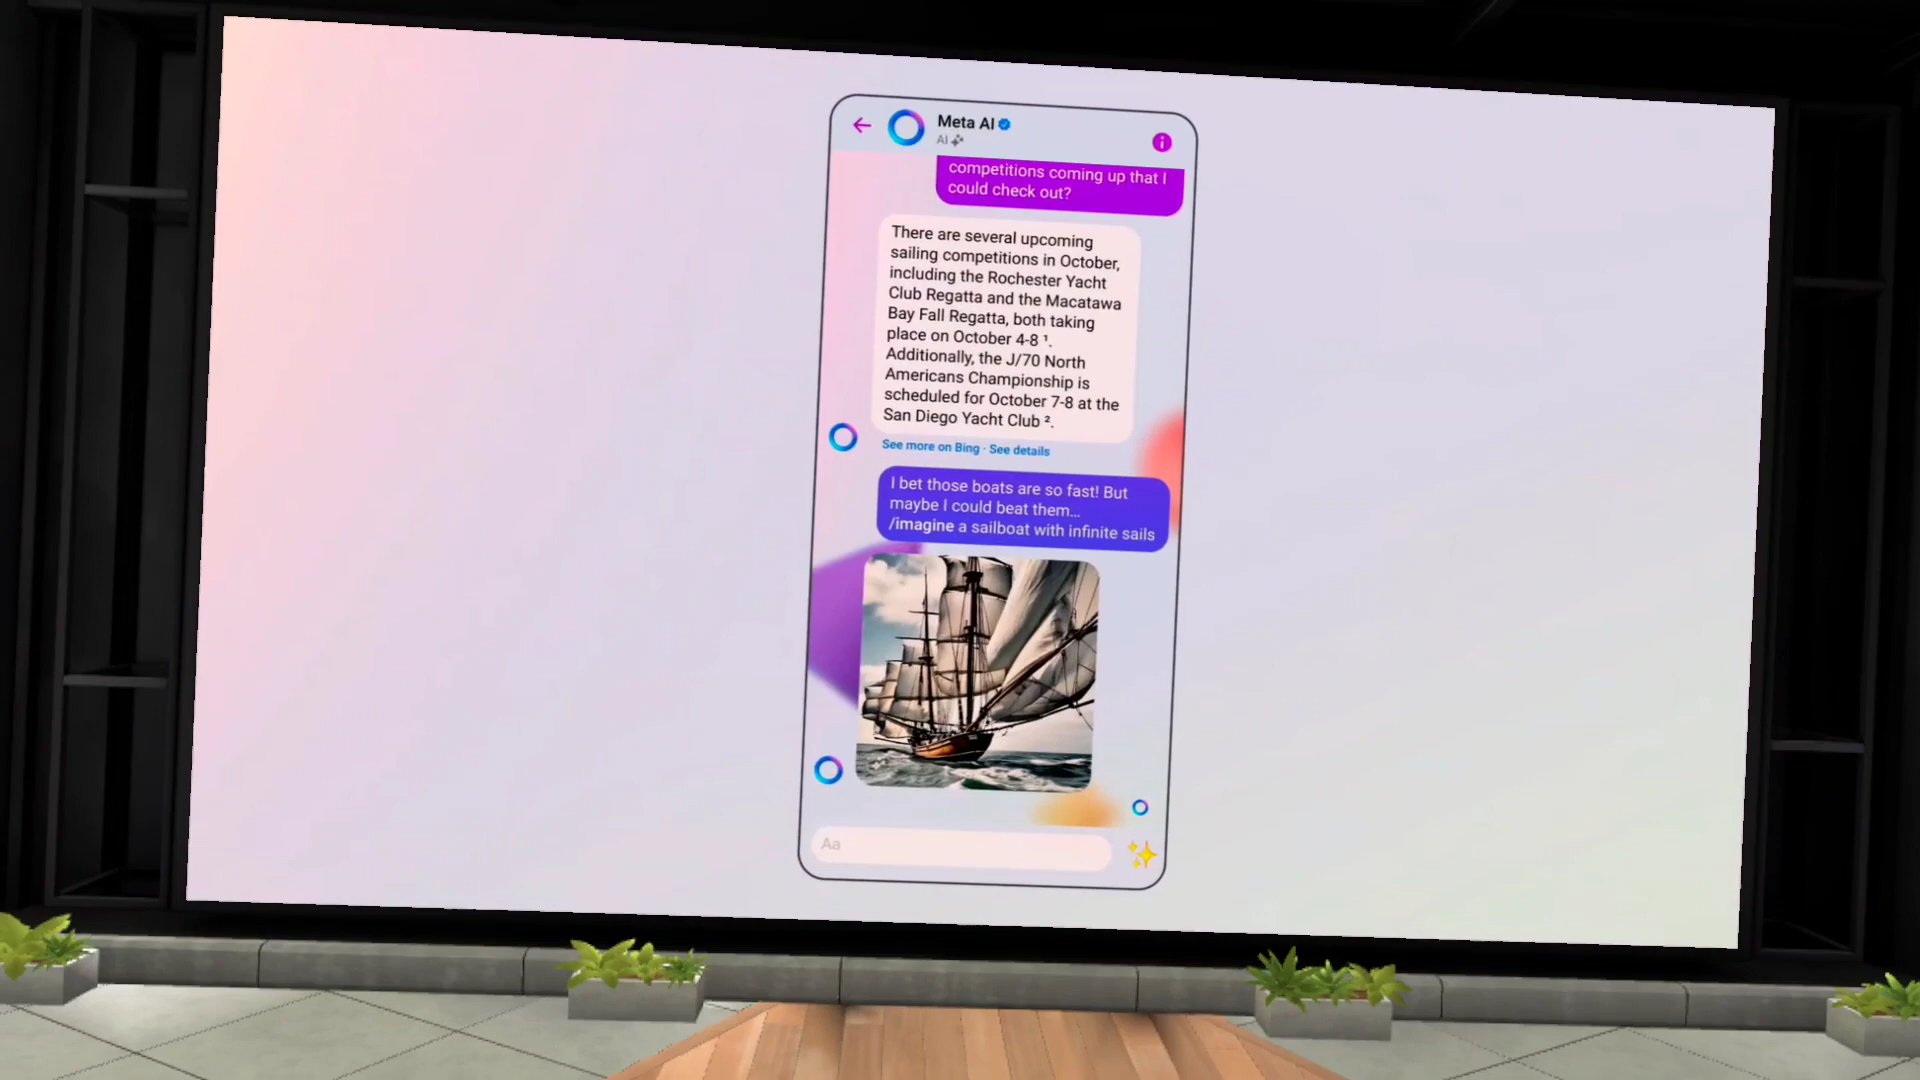 Meta AI
AI
competitions coming up that I
could check out?
There are several upcoming
sailing competitions in October,
including the Rochester Yacht
Club Regatta and the Macatawa
Bay Fall Regatta, both taking
place on October 4-8 ¹.
Additionally, the J/70 North
Americans Championship is
scheduled for October 7-8 at the
San Diego Yacht Club ².
See more on Bing · See details
I bet those boats are so fast! But
maybe I could beat them...
/imagine a sailboat with infinite sails
Aa